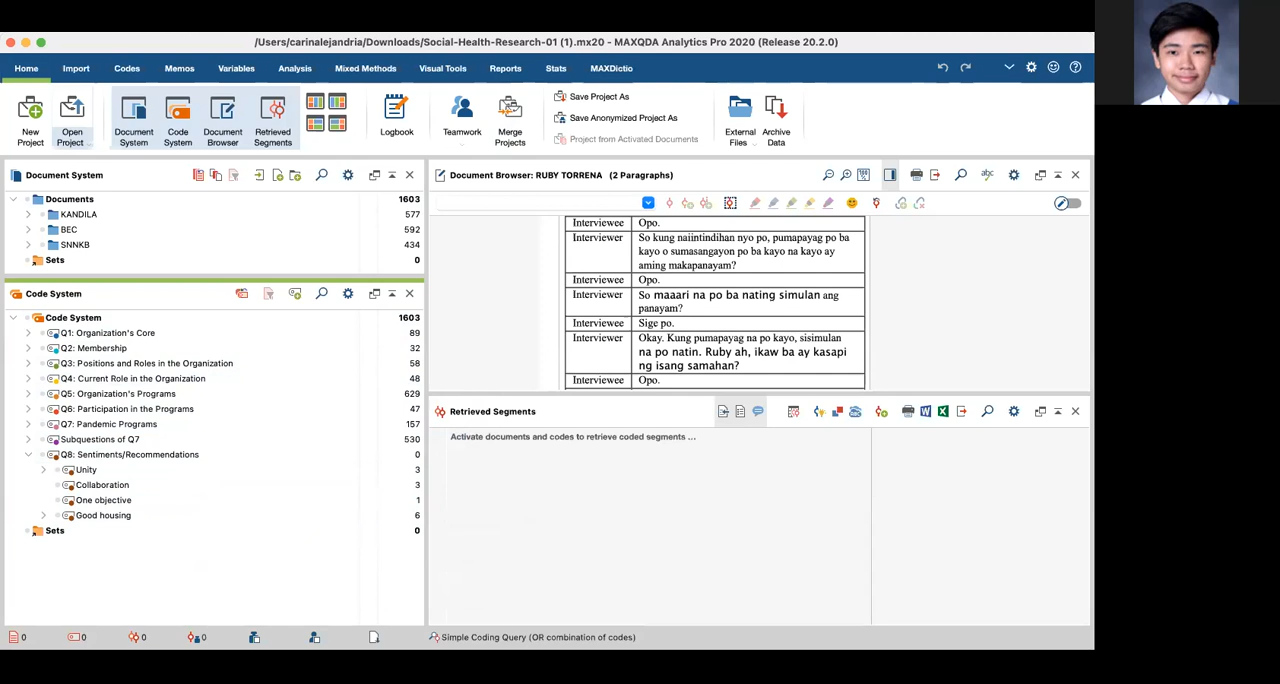 /Users/carinalejandria/Downloads/Social-Health-Research-01 (1).mx20 - MAXQDA Analytics Pro 2020 (Release 20.2.0)
Home Import Codes Memos Variables Analysis Mixed Methods Visual Tools Reports Stats MAXDictio
New Project
Open Project
Document System
Code System
Document Browser
Retrieved Segments
Logbook
Teamwork
Merge Projects
Save Project As
Save Anonymized Project As
Project from Activated Documents
External Files
Archive Data
Document System
Documents 1603
KANDILA 577
BEC 592
SNNKB 434
Sets 0
Code System
Code System 1603
Q1: Organization's Core 89
Q2: Membership 32
Q3: Positions and Roles in the Organization 58
Q4: Current Role in the Organization 48
Q5: Organization's Programs 629
Q6: Participation in the Programs 47
Q7: Pandemic Programs 157
Subquestions of Q7 530
Q8: Sentiments/Recommendations 0
Unity 3
Collaboration 3
One objective 1
Good housing 6
Sets 0
Document Browser: RUBY TORRENA (2 Paragraphs)
Interviewee Opo.
Interviewer So kung naiintindihan nyo po, pumapayag po ba
kayo o sumasangayon po ba kayo na kayo ay
aming makapanayam?
Interviewee Opo.
Interviewer So maaari na po ba nating simulan ang
panayam?
Interviewee Sige po.
Interviewer Okay. Kung pumapayag na po kayo, sisimulan
na po natin. Ruby ah, ikaw ba ay kasapi
ng isang samahan?
Interviewee Opo.
Retrieved Segments
Activate documents and codes to retrieve coded segments ...
0 0 0 0
Simple Coding Query (OR combination of codes)